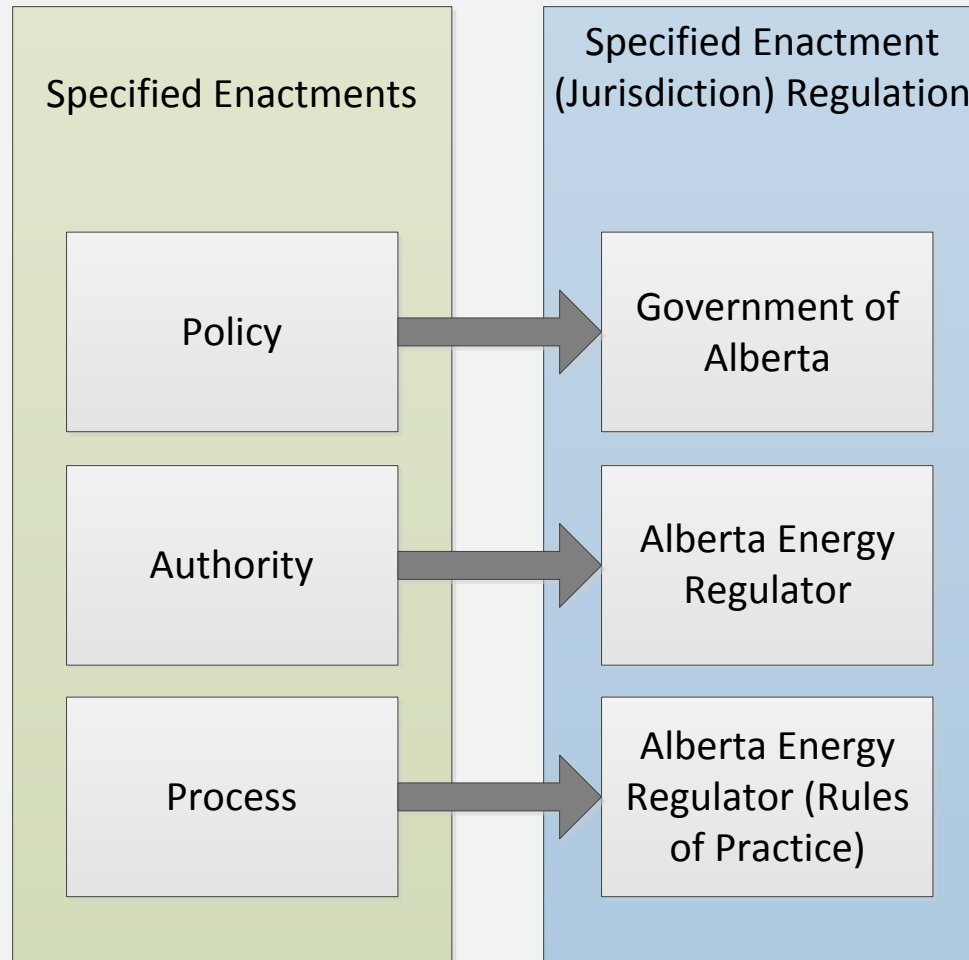 Specified Enactments
Specified Enactment
(Jurisdiction) Regulation
Policy
Government of
Alberta
Authority
Alberta Energy
Regulator
Process
Alberta Energy
Regulator (Rules
of Practice)